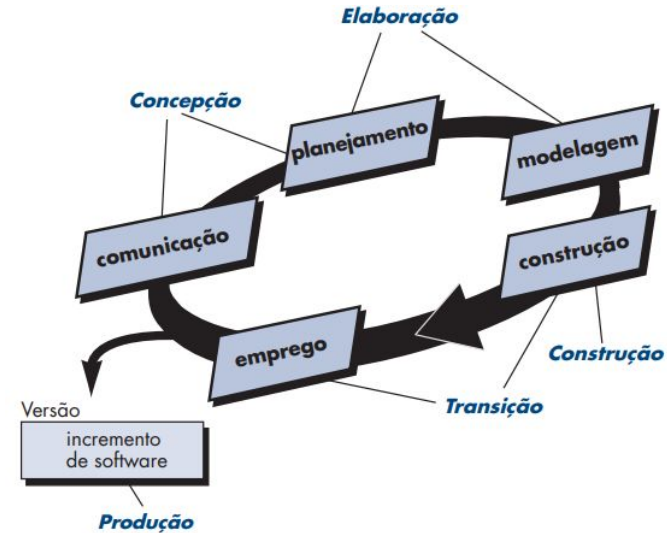 Elaboração
Concepção
planejamento
modelagem
comunicação
construção
emprego
Construção
Transição
Versão
incremento
de software
Produção